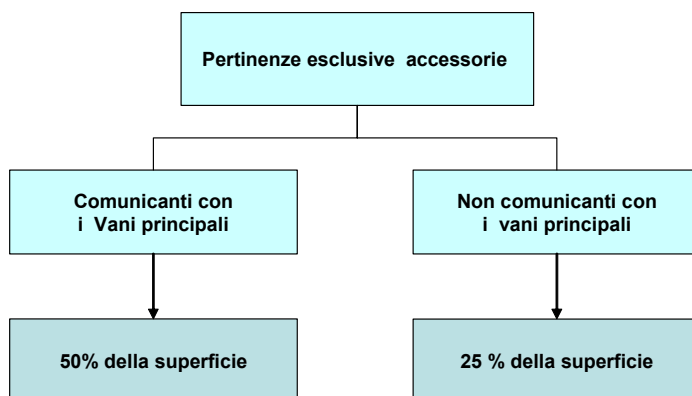 Pertinenze esclusive accessorie
Comunicanti con
i Vani principali
Non comunicanti con
i vani principali
50% della superficie
25 % della superficie